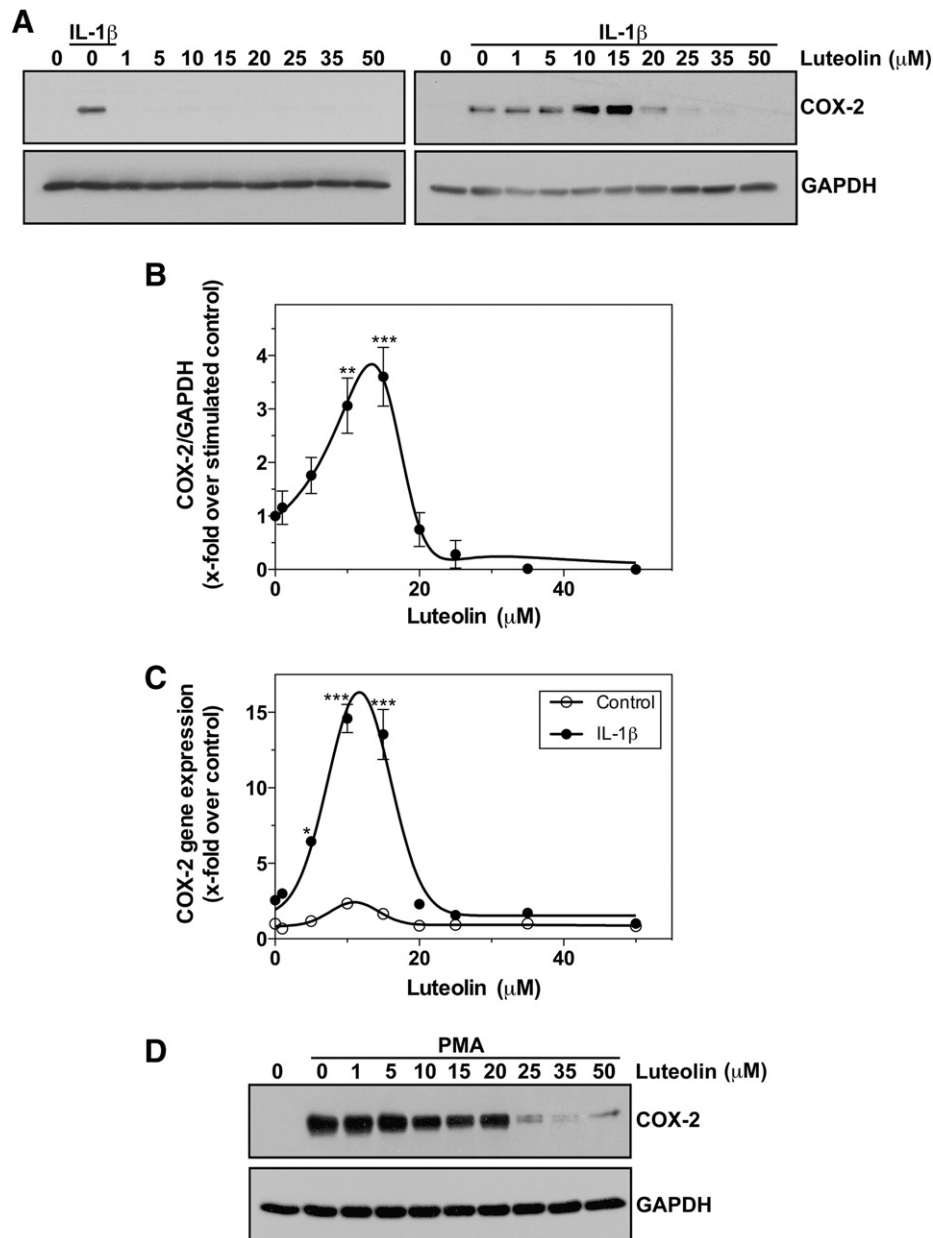 A
IL-1β
0 0 1 5 10 15 20 25 35 50
IL-1β
0 0 1 5 10 15 20 25 35 50 Luteolin (μM)
COX-2
GAPDH
B
COX-2/GAPDH
(x-fold over stimulated control)
4
3
2
1
0
** ***
0 20 40
Luteolin (μM)
C
COX-2 gene expression
(x-fold over control)
15
10
5
0
* *** ***
Control
IL-1β
0 20 40
Luteolin (μM)
D
PMA
0 0 1 5 10 15 20 25 35 50 Luteolin (μM)
COX-2
GAPDH